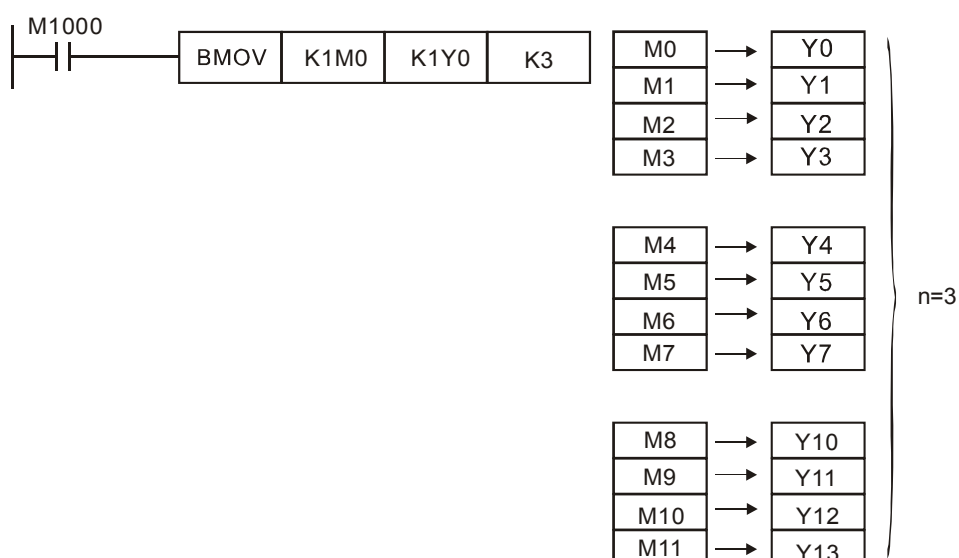 M1000
BMOV K1M0 K1Y0 K3
M0 Y0
M1 Y1
M2 Y2
M3 Y3
M4 Y4
M5 Y5
M6 Y6
M7 Y7
n=3
M8 Y10
M9 Y11
M10 Y12
M11 Y13